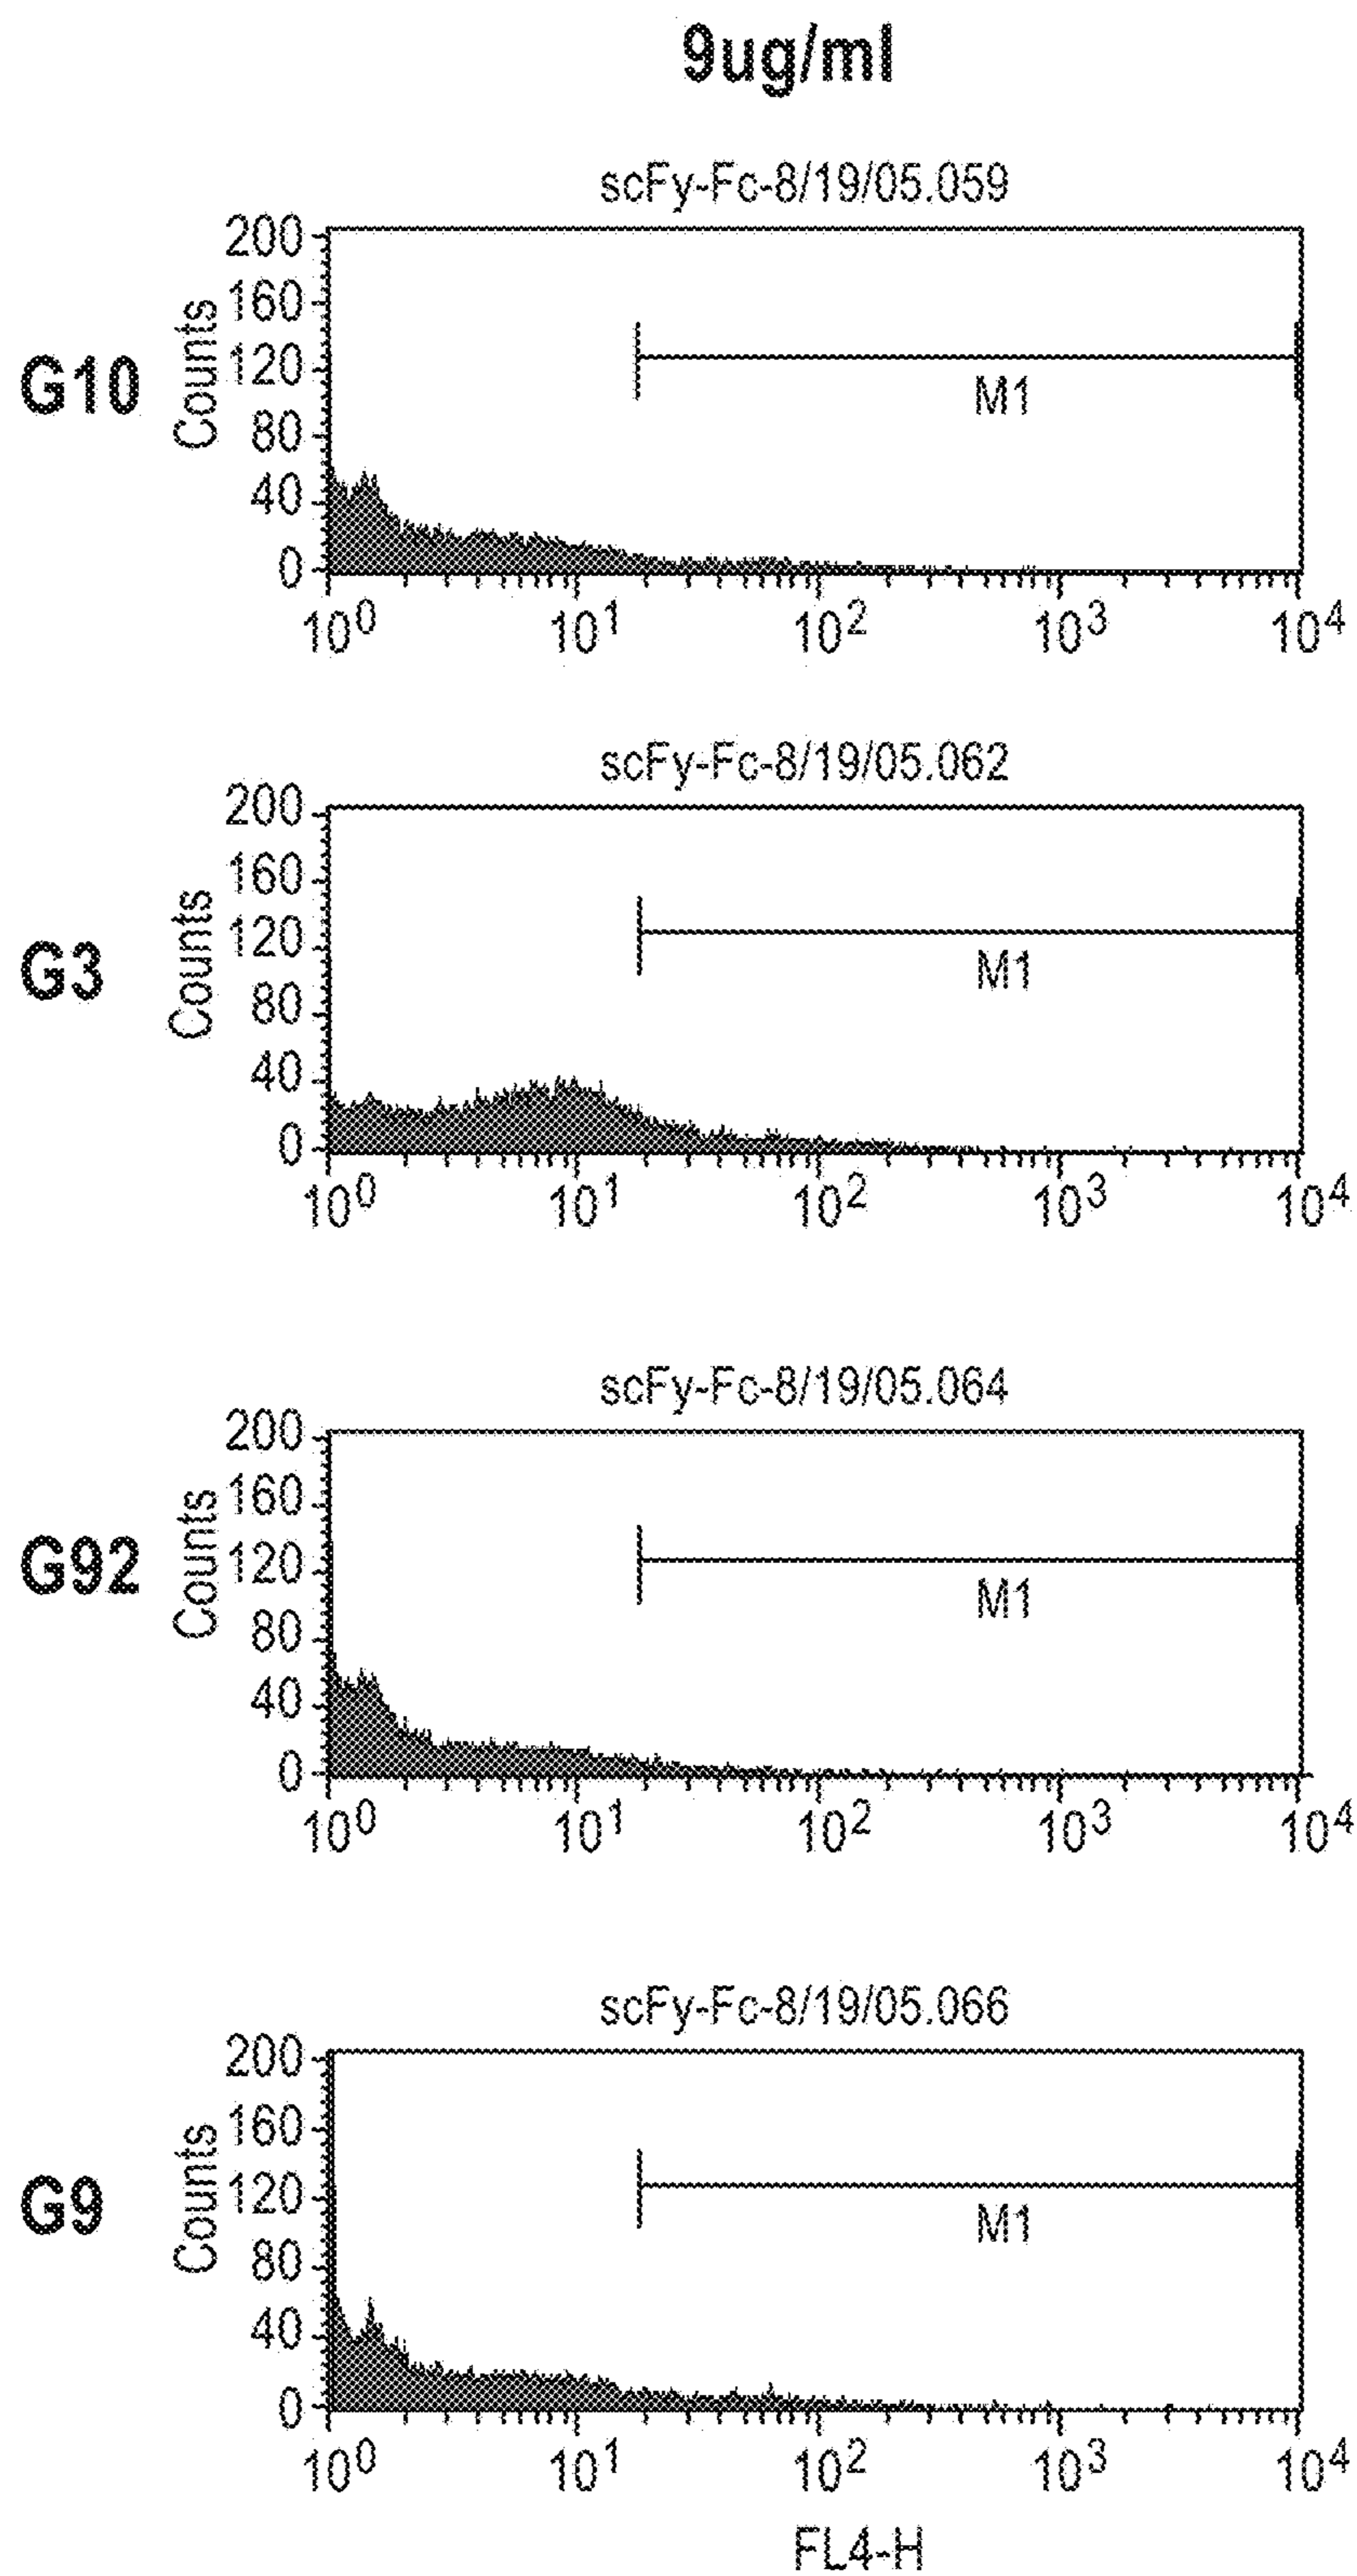 9ug/ml
scFy-Fc-8/19/05.059
G10
Counts
200
160
120
80
40
0
M1
10^0 10^1 10^2 10^3 10^4
scFy-Fc-8/19/05.062
G3
Counts
200
160
120
80
40
0
M1
10^0 10^1 10^2 10^3 10^4
scFy-Fc-8/19/05.064
G92
Counts
200
160
120
80
40
0
M1
10^0 10^1 10^2 10^3 10^4
scFy-Fc-8/19/05.066
G9
Counts
200
160
120
80
40
0
M1
10^0 10^1 10^2 10^3 10^4
FL4-H